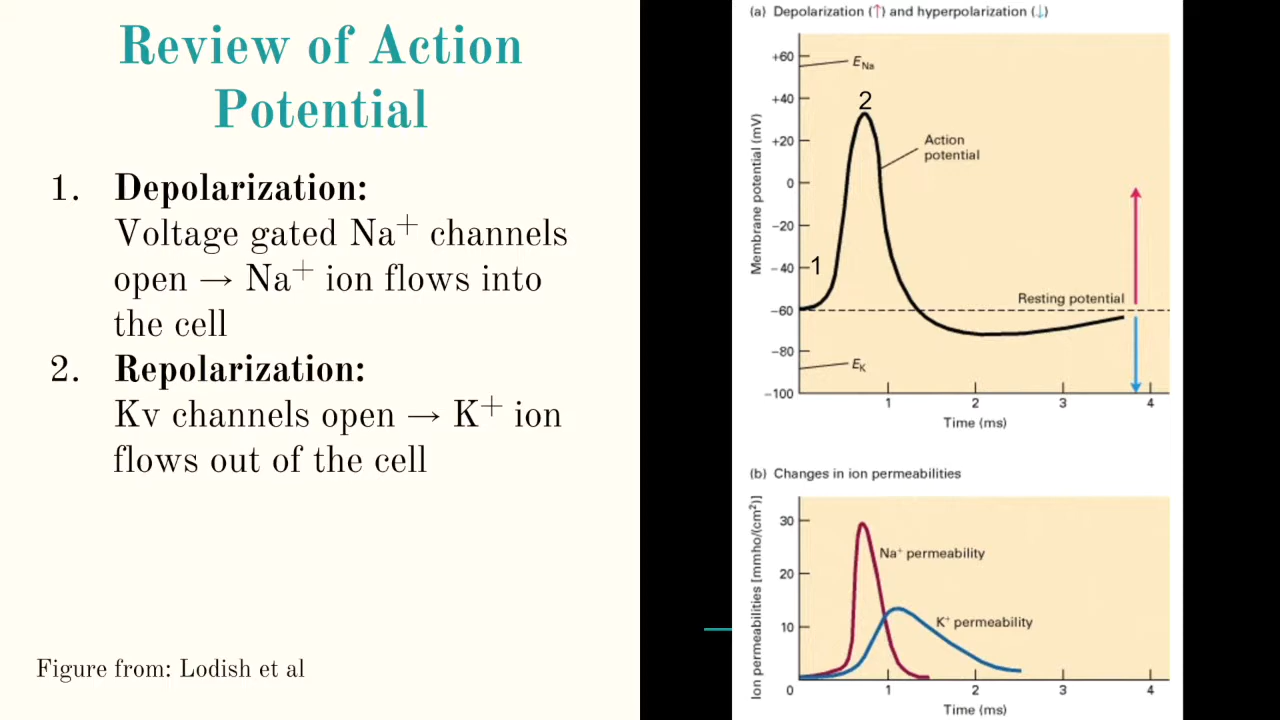 Review of Action
Potential
1. Depolarization:
Voltage gated Na+ channels
open → Na+ ion flows into
the cell
2. Repolarization:
Kv channels open → K+ ion
flows out of the cell
Figure from: Lodish et al
(a) Depolarization (↑) and hyperpolarization (↓)
Membrane potential (mV)
+60
+40
+20
0
−20
−40
−60
−80
−100
ENa
2
Action
potential
1
Resting potential
EK
1 2 3 4
Time (ms)
(b) Changes in ion permeabilities
Ion permeabilities [mmho/(cm²)]
30
20
10
0
Na+ permeability
K+ permeability
1 2 3 4
Time (ms)